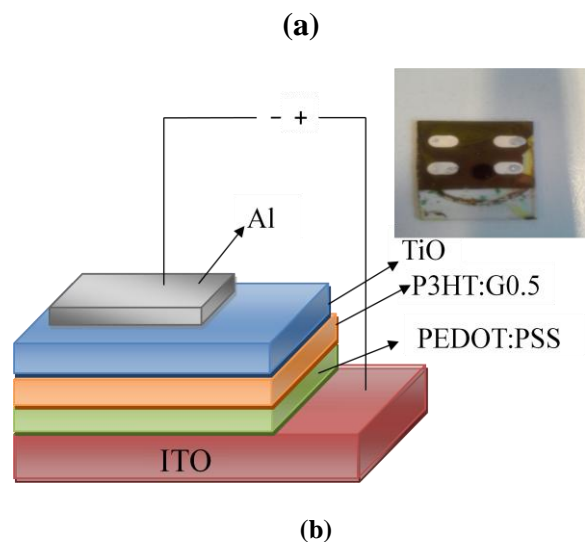 (a)
- +
Al
TiO
P3HT:G0.5
PEDOT:PSS
ITO
(b)